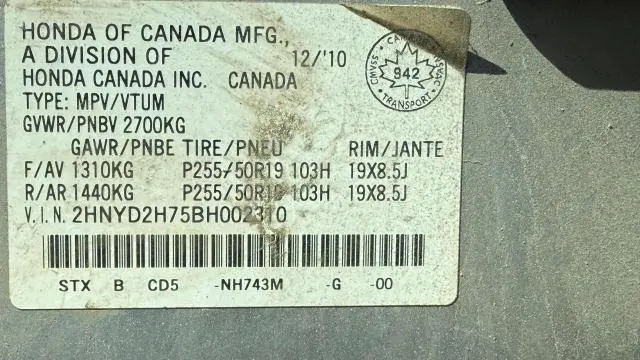 HONDA OF CANADA MFG.,
A DIVISION OF 12/'10
HONDA CANADA INC. CANADA
TYPE: MPV/VTUM
GVWR/PNBV 2700KG
GAWR/PNBE TIRE/PNEU RIM/JANTE
F/AV 1310KG P255/50R19 103H 19X8.5J
R/AR 1440KG P255/50R19 103H 19X8.5J
V.I.N. 2HNYD2H75BH002310
STX B CD5 -NH743M -G -00
942
TRANSPORT